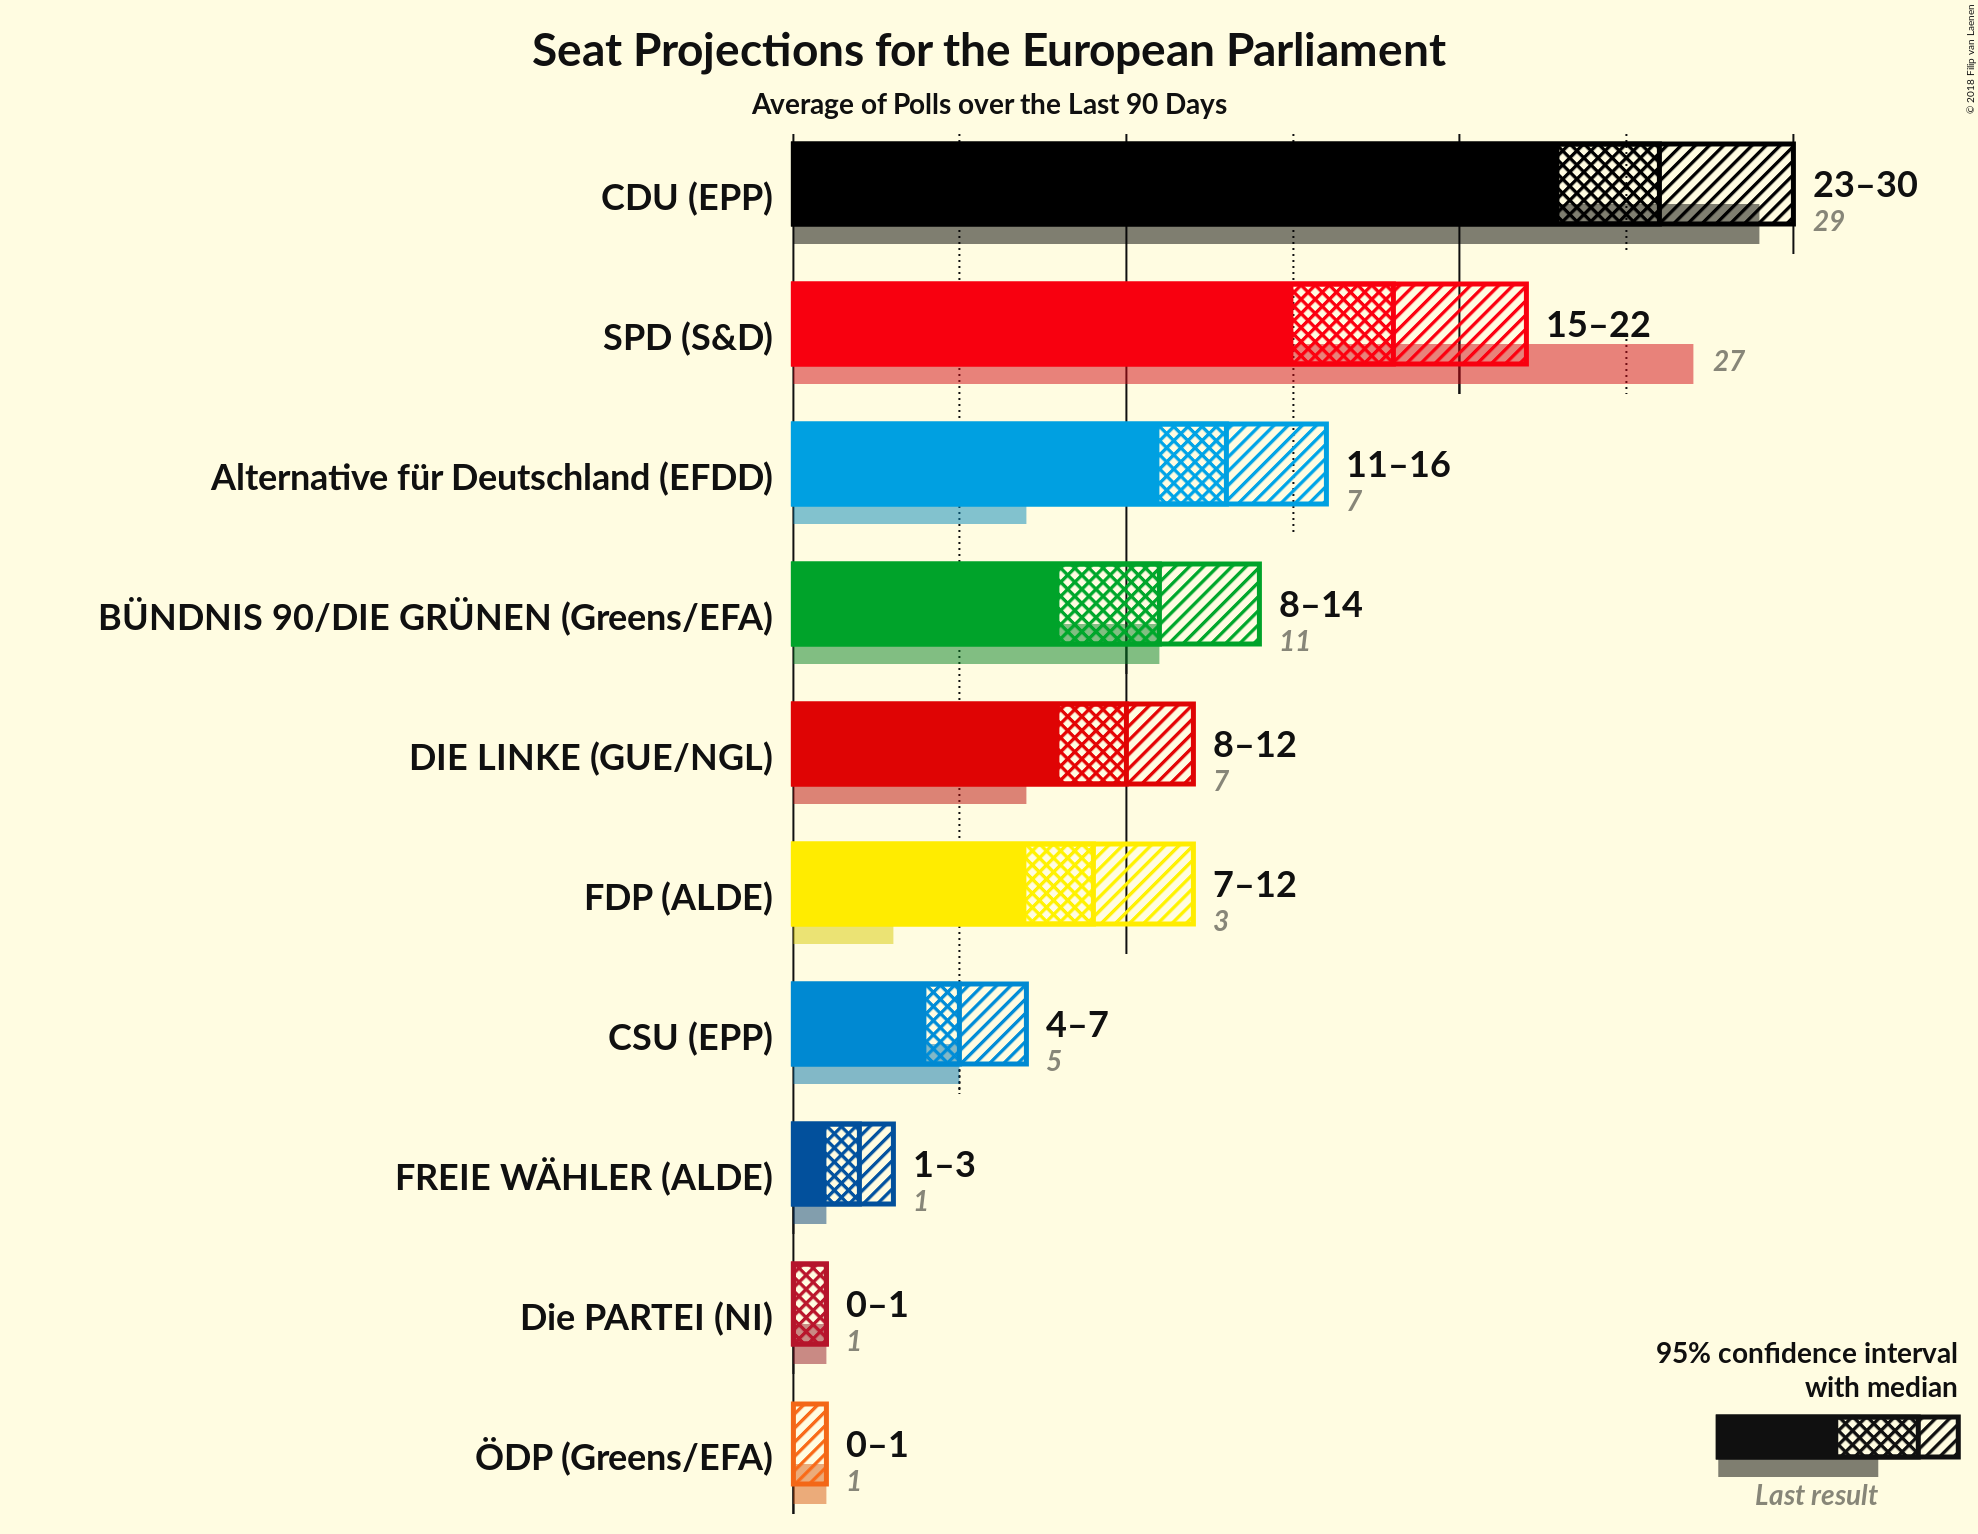 Seat Projections for the European Parliament
Average of Polls over the Last 90 Days
© 2018 Filip van Laenen
CDU (EPP)
23–30
29
SPD (S&D)
15–22
27
Alternative für Deutschland (EFDD)
11–16
7
BÜNDNIS 90/DIE GRÜNEN (Greens/EFA)
8–14
11
DIE LINKE (GUE/NGL)
8–12
7
FDP (ALDE)
7–12
3
CSU (EPP)
4–7
5
FREIE WÄHLER (ALDE)
1–3
1
Die PARTEI (NI)
0–1
1
ÖDP (Greens/EFA)
0–1
1
95% confidence interval
with median
Last result